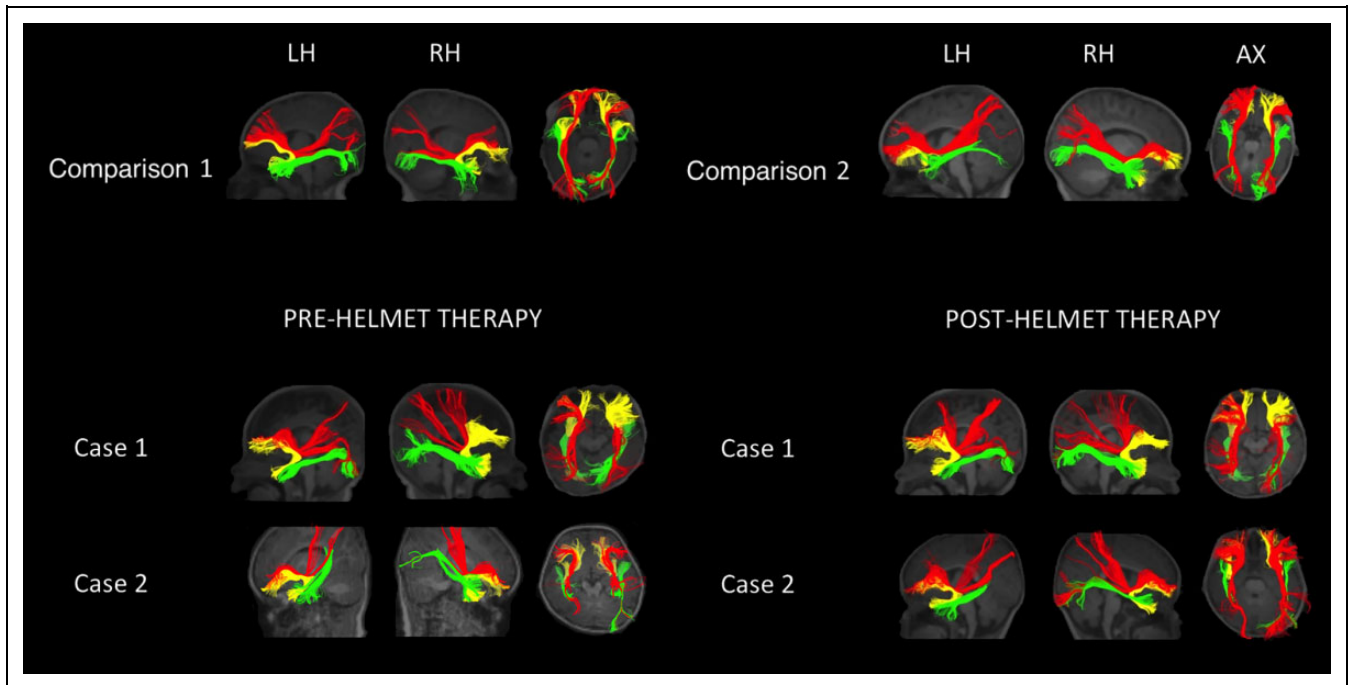 LH RH LH RH AX
Comparison 1 Comparison 2
PRE-HELMET THERAPY POST-HELMET THERAPY
Case 1 Case 1
Case 2 Case 2